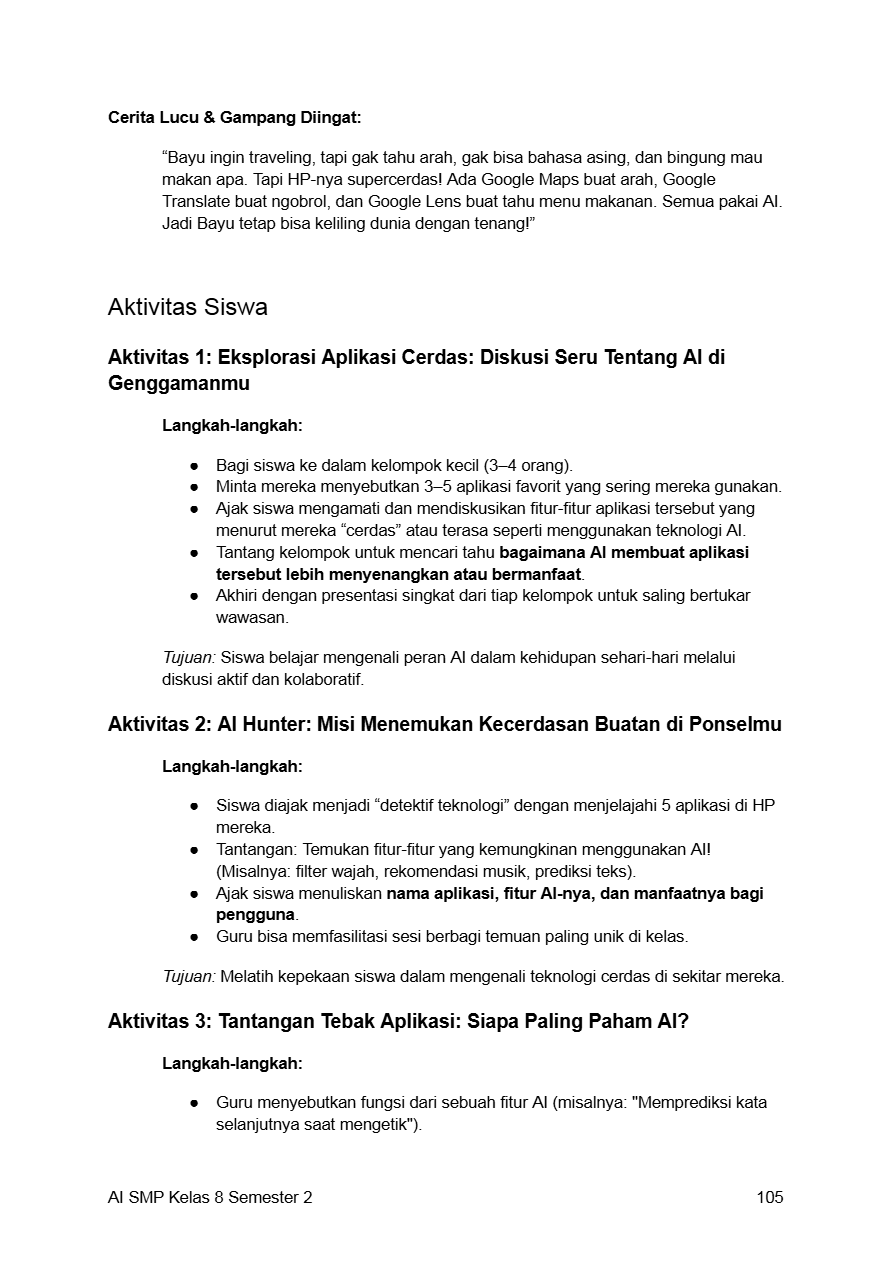 Cerita Lucu & Gampang Diingat:
“Bayu ingin traveling, tapi gak tahu arah, gak bisa bahasa asing, dan bingung mau
makan apa. Tapi HP-nya supercerdas! Ada Google Maps buat arah, Google
Translate buat ngobrol, dan Google Lens buat tahu menu makanan. Semua pakai AI.
Jadi Bayu tetap bisa keliling dunia dengan tenang!”
Aktivitas Siswa
Aktivitas 1: Eksplorasi Aplikasi Cerdas: Diskusi Seru Tentang AI di
Genggamanmu
Langkah-langkah:
● Bagi siswa ke dalam kelompok kecil (3–4 orang).
● Minta mereka menyebutkan 3–5 aplikasi favorit yang sering mereka gunakan.
● Ajak siswa mengamati dan mendiskusikan fitur-fitur aplikasi tersebut yang
menurut mereka “cerdas” atau terasa seperti menggunakan teknologi AI.
● Tantang kelompok untuk mencari tahu bagaimana AI membuat aplikasi
tersebut lebih menyenangkan atau bermanfaat.
● Akhiri dengan presentasi singkat dari tiap kelompok untuk saling bertukar
wawasan.
Tujuan: Siswa belajar mengenali peran AI dalam kehidupan sehari-hari melalui
diskusi aktif dan kolaboratif.
Aktivitas 2: AI Hunter: Misi Menemukan Kecerdasan Buatan di Ponselmu
Langkah-langkah:
● Siswa diajak menjadi “detektif teknologi” dengan menjelajahi 5 aplikasi di HP
mereka.
● Tantangan: Temukan fitur-fitur yang kemungkinan menggunakan AI!
(Misalnya: filter wajah, rekomendasi musik, prediksi teks).
● Ajak siswa menuliskan nama aplikasi, fitur AI-nya, dan manfaatnya bagi
pengguna.
● Guru bisa memfasilitasi sesi berbagi temuan paling unik di kelas.
Tujuan: Melatih kepekaan siswa dalam mengenali teknologi cerdas di sekitar mereka.
Aktivitas 3: Tantangan Tebak Aplikasi: Siapa Paling Paham AI?
Langkah-langkah:
● Guru menyebutkan fungsi dari sebuah fitur AI (misalnya: "Memprediksi kata
selanjutnya saat mengetik").
AI SMP Kelas 8 Semester 2 105